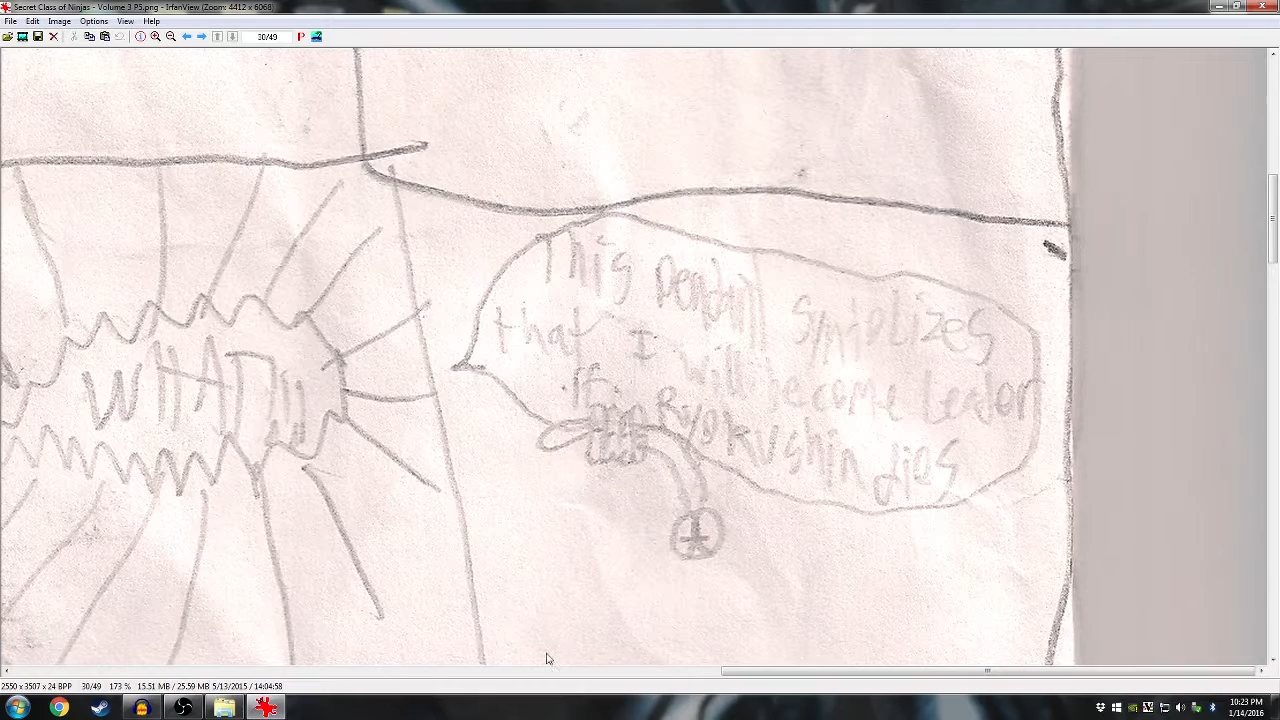 Secret Class of Ninjas - Volume 3 P5.png - IrfanView (Zoom: 4412 x 6068)
File Edit Image Options View Help
30/49
WHAT!!
This pendant symbolizes
that I will become leader
if Ryo Kushin dies
2550 x 3507 x 24 BPP 30/49 173 % 15.51 MB / 25.59 MB 5/13/2015 / 14:04:58
10:23 PM
1/14/2016